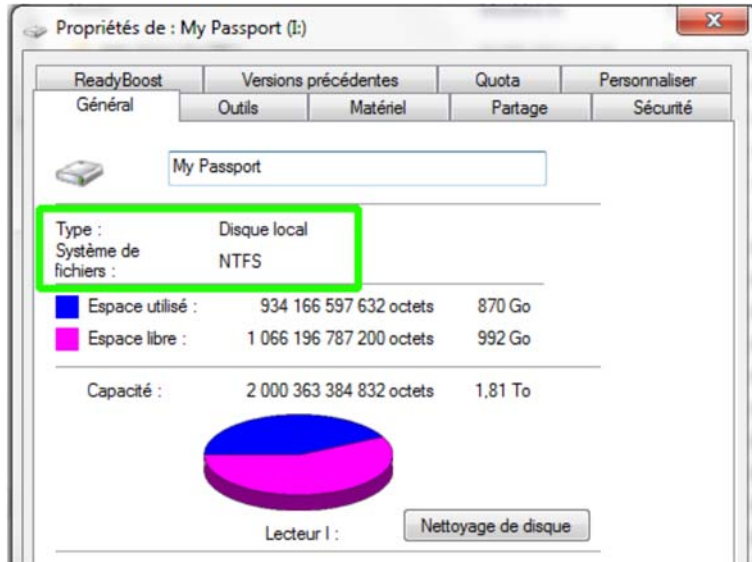 Propriétés de : My Passport (I:)
ReadyBoost Versions précédentes Quota Personnaliser
Général Outils Matériel Partage Sécurité
My Passport
Type : Disque local
Système de
fichiers : NTFS
Espace utilisé : 934 166 597 632 octets 870 Go
Espace libre : 1 066 196 787 200 octets 992 Go
Capacité : 2 000 363 384 832 octets 1,81 To
Lecteur I : Nettoyage de disque